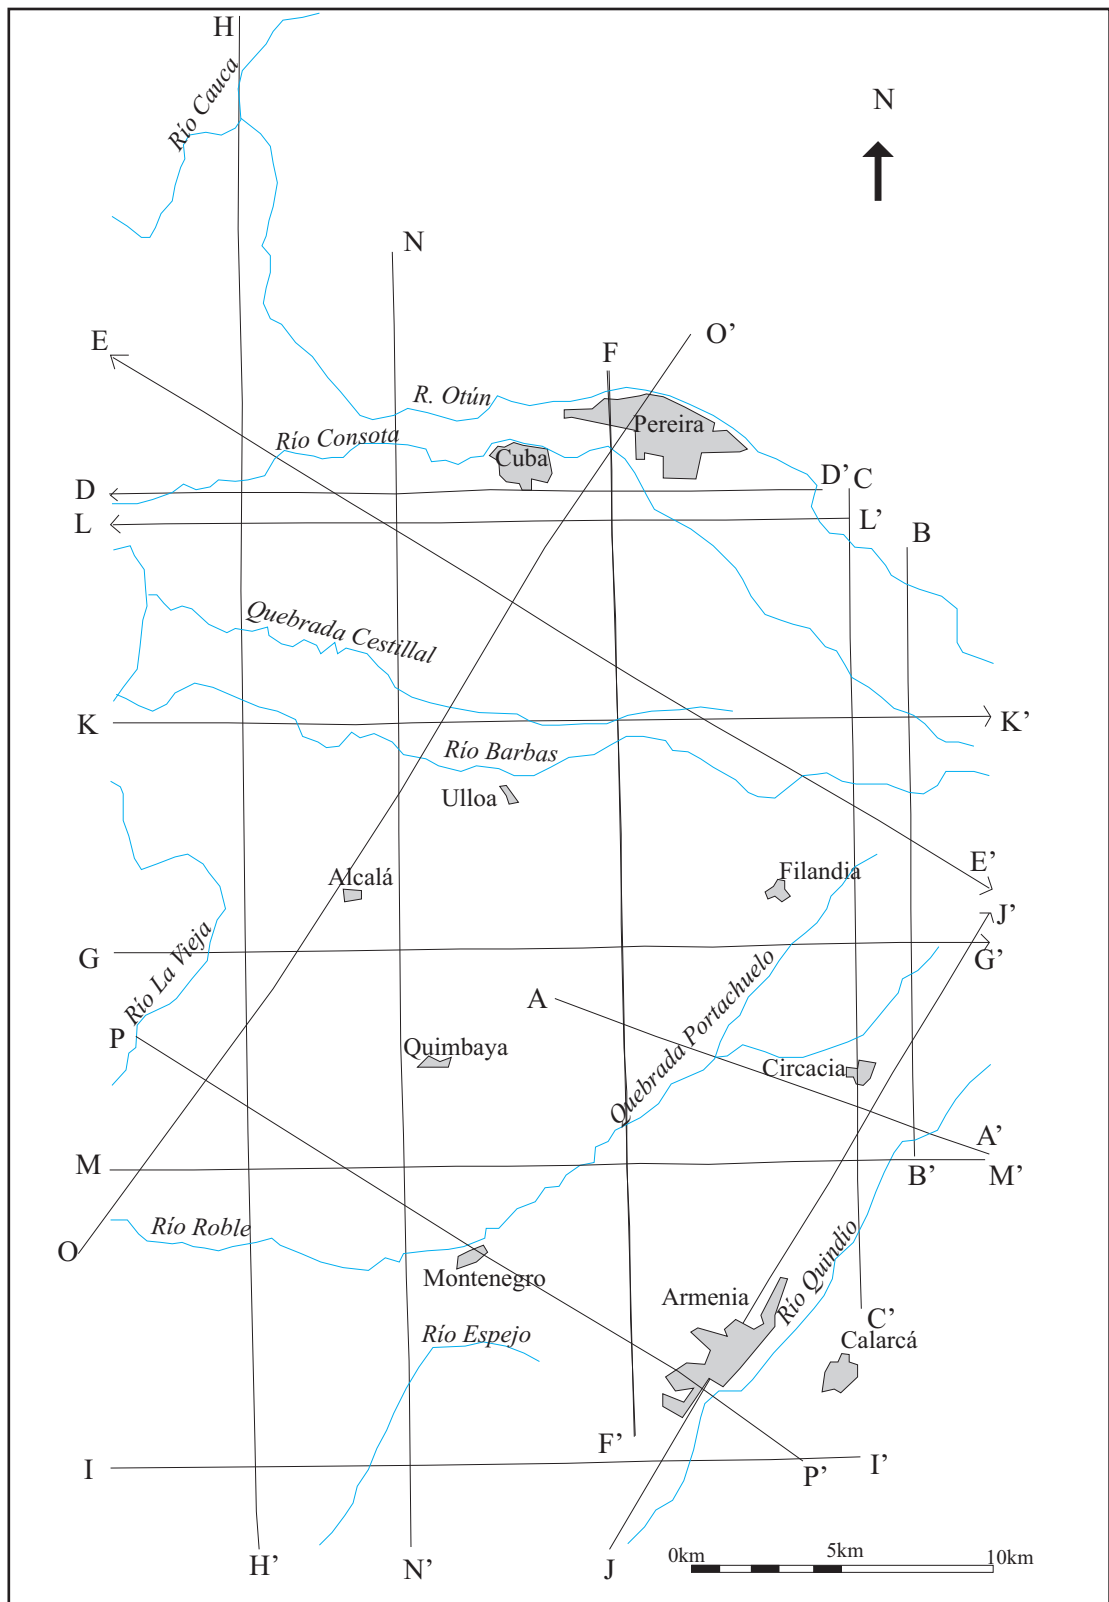 H
Río Cauca
N
N
E
O’
F
R. Otún
Pereira
Río Consota
Cuba
D
D’
C
L
L’
B
Quebrada Cestillal
K
K’
Río Barbas
Ulloa
Alcalá
Filandia
E’
J’
G
G’
Río La Vieja
A
Quebrada Portachuelo
P
Quimbaya
Circacia
A’
M
B’
M’
Río Roble
O
Montenegro
Río Quindío
Armenia
C’
Calarcá
Río Espejo
F’
I
P’
I’
H’
N’
J
0km
5km
10km